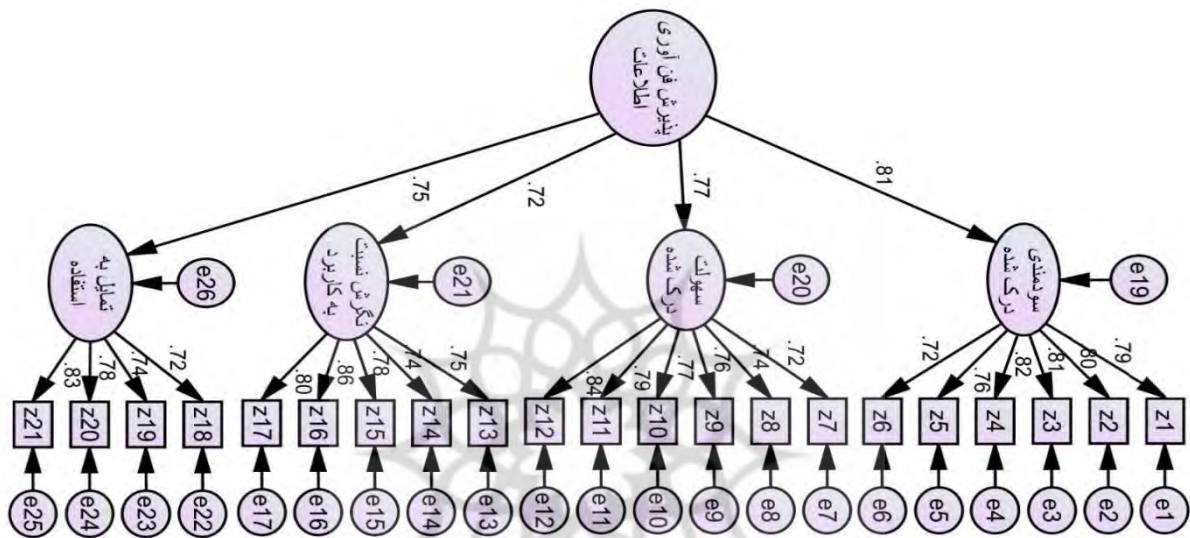 پذیرش فن آوری
اطلاعات
.81
.77
.72
.75
e19
سودمندی
درک شده
.79
.80
.81
.82
.76
.72
z1
z2
z3
z4
z5
z6
e1
e2
e3
e4
e5
e6
e20
سهولت
درک شده
.72
.74
.76
.77
.79
.84
z7
z8
z9
z10
z11
z12
e7
e8
e9
e10
e11
e12
e21
نگرش نسبت
به کاربرد
.75
.74
.78
.86
.80
z13
z14
z15
z16
z17
e13
e14
e15
e16
e17
e26
تمایل به
استفاده
.72
.74
.78
.83
z18
z19
z20
z21
e22
e23
e24
e25